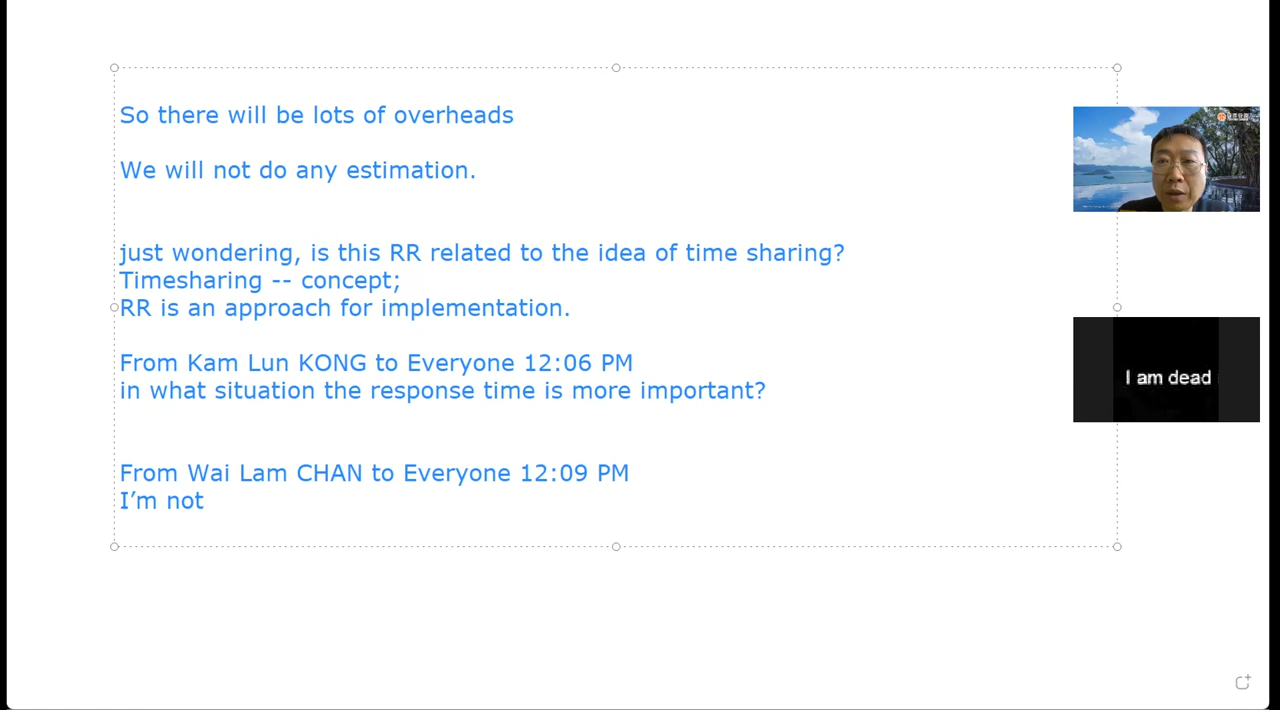 So there will be lots of overheads
We will not do any estimation.
just wondering, is this RR related to the idea of time sharing?
Timesharing -- concept;
RR is an approach for implementation.
From Kam Lun KONG to Everyone 12:06 PM
in what situation the response time is more important?
From Wai Lam CHAN to Everyone 12:09 PM
I’m not
I am dead